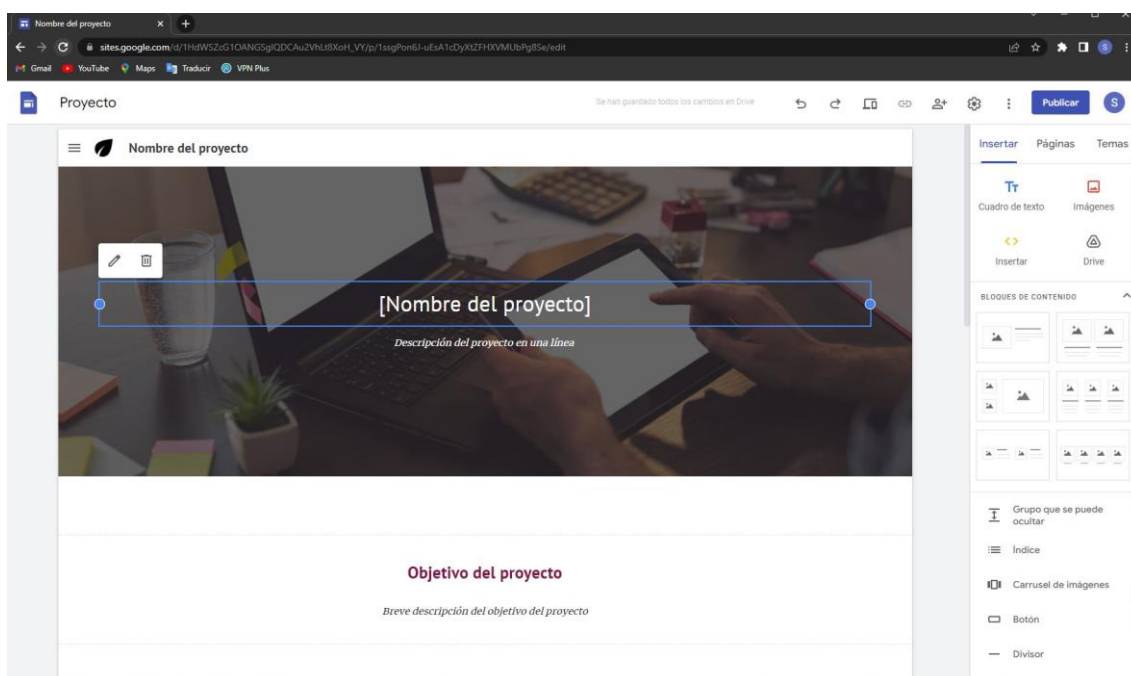 Nombre del proyecto
sites.google.com/d/1HdWSZcG1OANGSglQDCAu2VhLt8XoH_VY/p/1ssgPon6J-uEsA1cDyXtZFHXVMUbPg8Se/edit
S
Gmail YouTube Maps Traducir VPN Plus
Proyecto
Se han guardado todos los cambios en Drive
Publicar
S
Nombre del proyecto
[Nombre del proyecto]
Descripción del proyecto en una línea
Objetivo del proyecto
Breve descripción del objetivo del proyecto
Insertar Páginas Temas
Cuadro de texto Imágenes
Insertar Drive
BLOQUES DE CONTENIDO
Grupo que se puede
ocultar
Índice
Carrusel de imágenes
Botón
Divisor